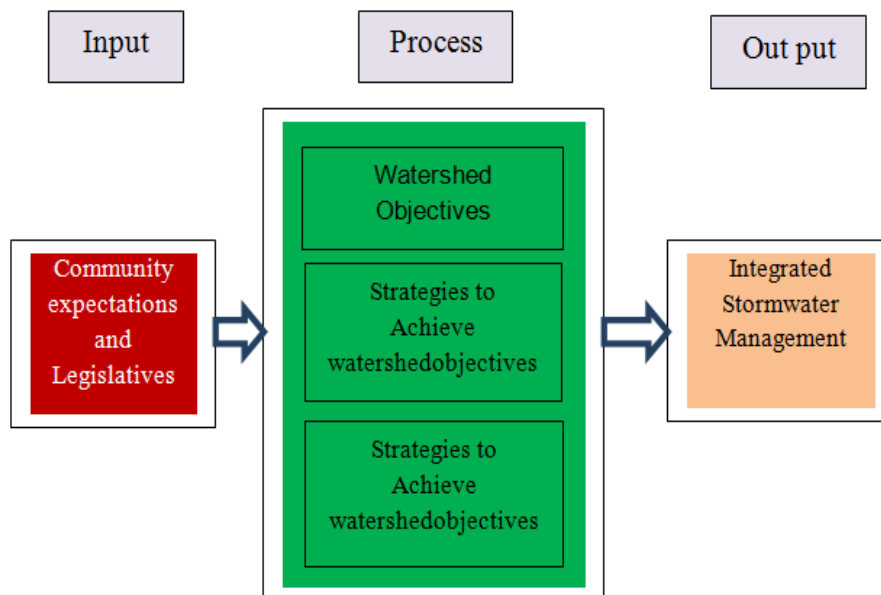 Input
Process
Out put
Community
expectations
and
Legislatives
Watershed
Objectives
Strategies to
Achieve
watershedobjectives
Strategies to
Achieve
watershedobjectives
Integrated
Stormwater
Management